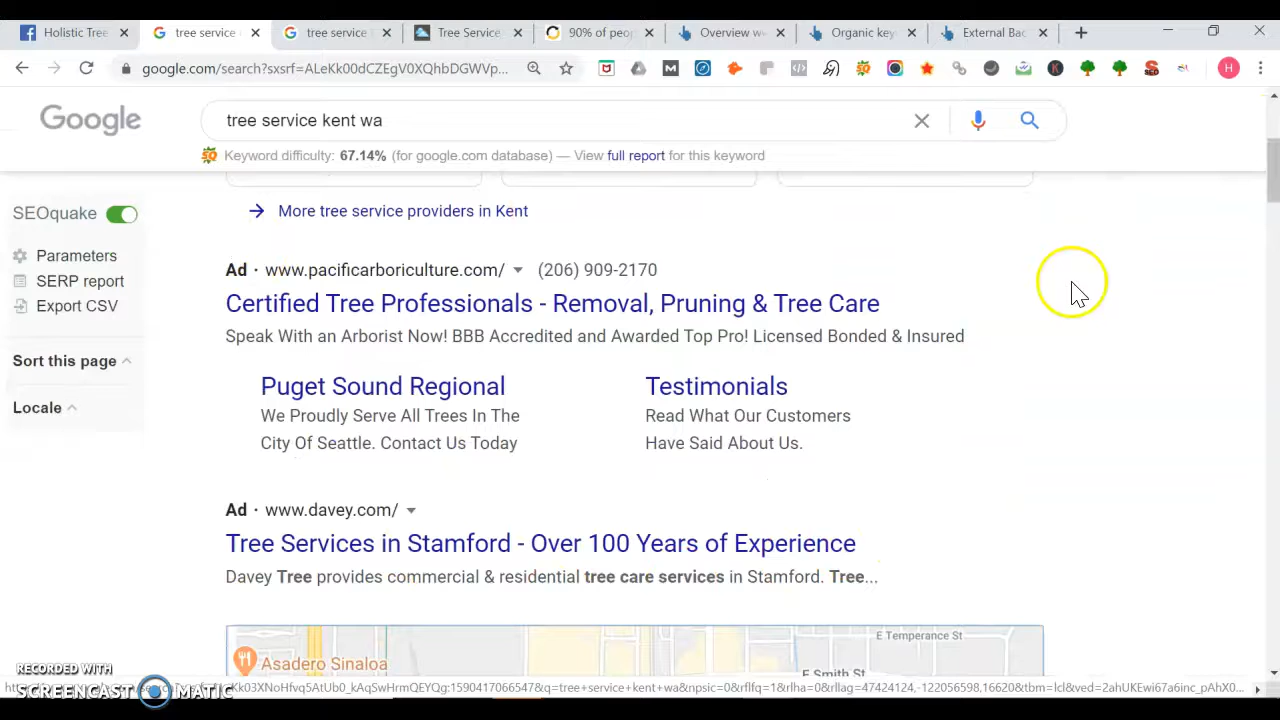 Holistic Tree
tree service
tree service
Tree Service
90% of peo
Overview w
Organic key
External Bac
google.com/search?sxsrf=ALeKk00dCZEgV0XQhbDGWVp...
H
Google
tree service kent wa
Keyword difficulty: 67.14% (for google.com database) — View full report for this keyword
SEOquake
Parameters
SERP report
Export CSV
Sort this page
Locale
More tree service providers in Kent
Ad · www.pacificarboriculture.com/ (206) 909-2170
Certified Tree Professionals - Removal, Pruning & Tree Care
Speak With an Arborist Now! BBB Accredited and Awarded Top Pro! Licensed Bonded & Insured
Puget Sound Regional
We Proudly Serve All Trees In The
City Of Seattle. Contact Us Today
Testimonials
Read What Our Customers
Have Said About Us.
Ad · www.davey.com/
Tree Services in Stamford - Over 100 Years of Experience
Davey Tree provides commercial & residential tree care services in Stamford. Tree...
E Temperance St
Asadero Sinaloa
E Smith St
RECORDED WITH
SCREENCAST MATIC